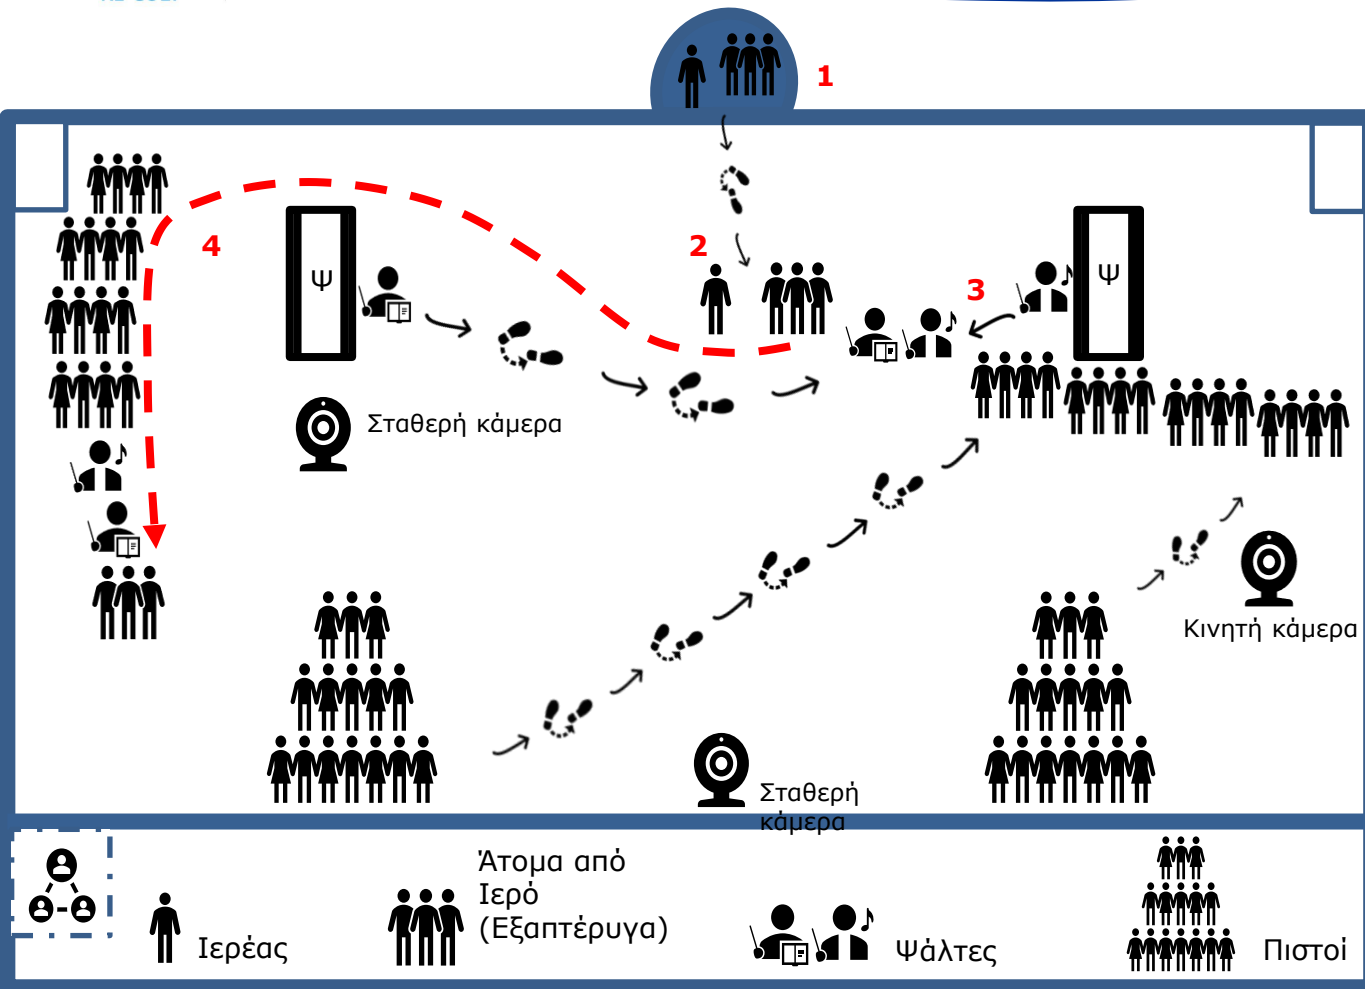 1
2
3
4
Ψ
Ψ
Σταθερή κάμερα
Κινητή κάμερα
Σταθερή
κάμερα
Ιερέας
Άτομα από
Ιερό
(Εξαπτέρυγα)
Ψάλτες
Πιστοί